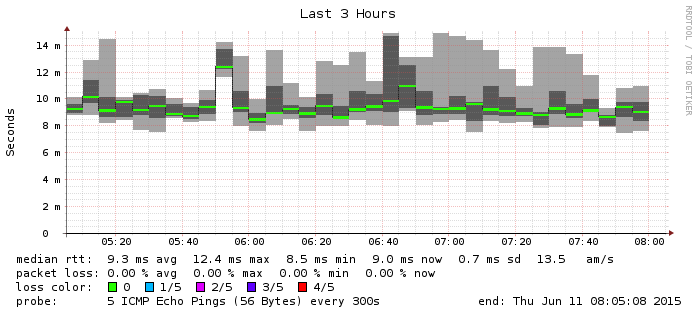 Last 3 Hours
RRDTOOL / TOBI OETIKER
Seconds
14 m
12 m
10 m
8 m
6 m
4 m
2 m
0
05:20 05:40 06:00 06:20 06:40 07:00 07:20 07:40 08:00
median rtt: 9.3 ms avg 12.4 ms max 8.5 ms min 9.0 ms now 0.7 ms sd 13.5 am/s
packet loss: 0.00 % avg 0.00 % max 0.00 % min 0.00 % now
loss color: 0 1/5 2/5 3/5 4/5
probe: 5 ICMP Echo Pings (56 Bytes) every 300s end: Thu Jun 11 08:05:08 2015